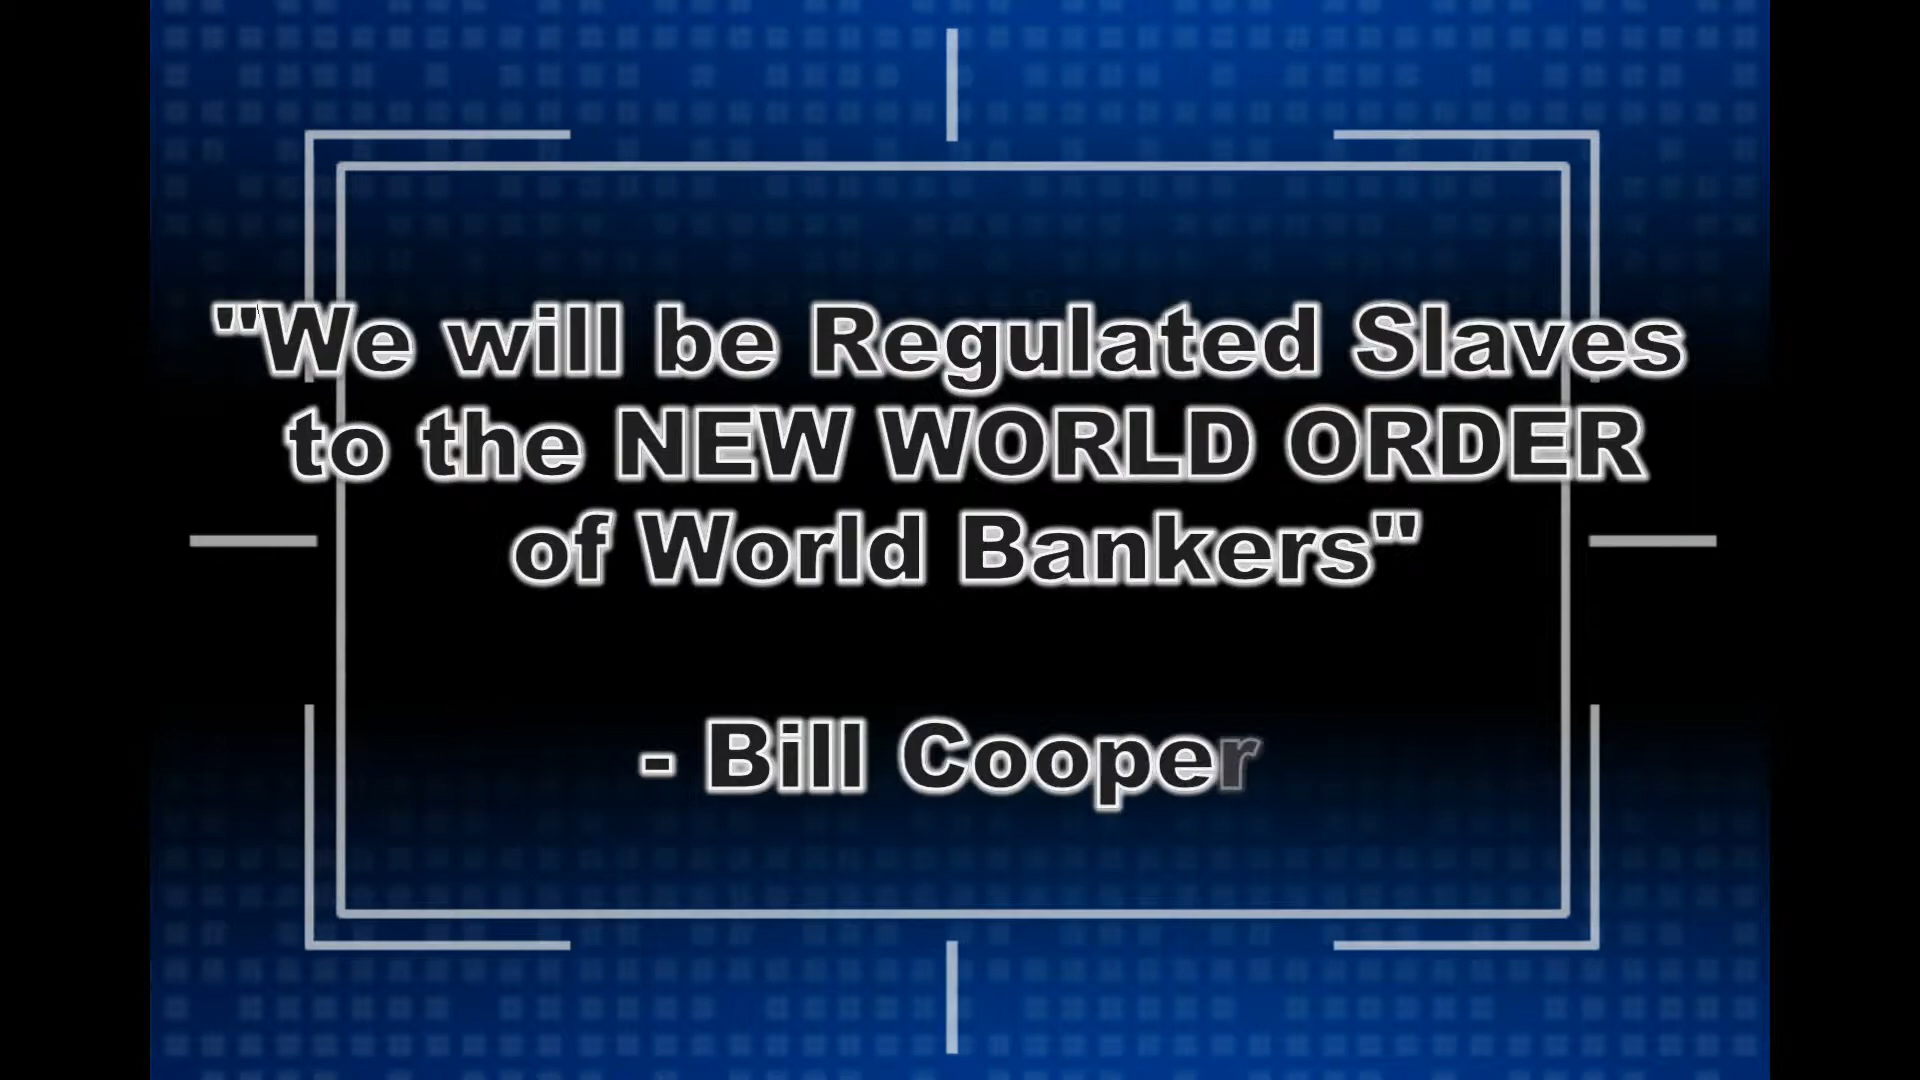 "We will be Regulated Slaves
to the NEW WORLD ORDER
of World Bankers"
- Bill Cooper